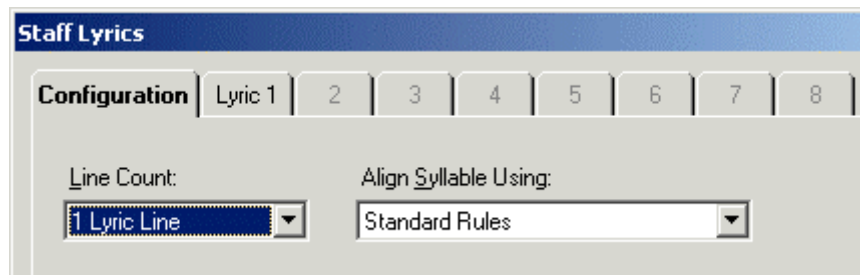 Staff Lyrics
Configuration Lyric 1 2 3 4 5 6 7 8
Line Count: Align Syllable Using:
1 Lyric Line Standard Rules